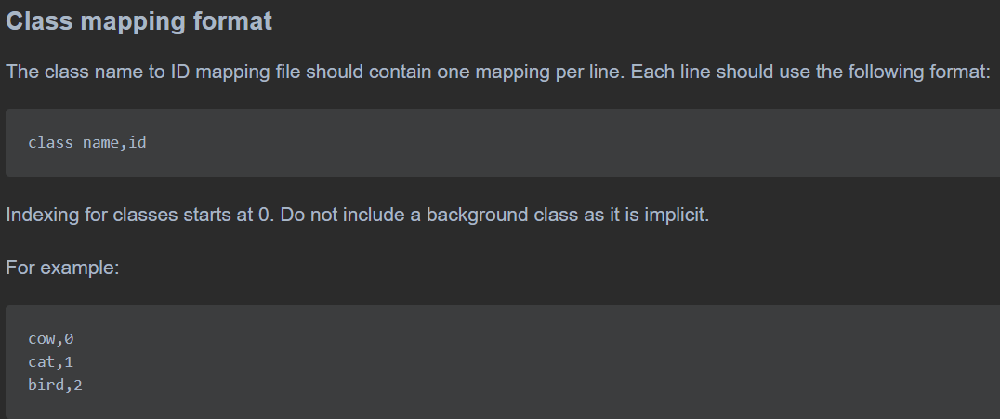 Class mapping format
The class name to ID mapping file should contain one mapping per line. Each line should use the following format:
class_name,id
Indexing for classes starts at 0. Do not include a background class as it is implicit.
For example:
cow,0
cat,1
bird,2